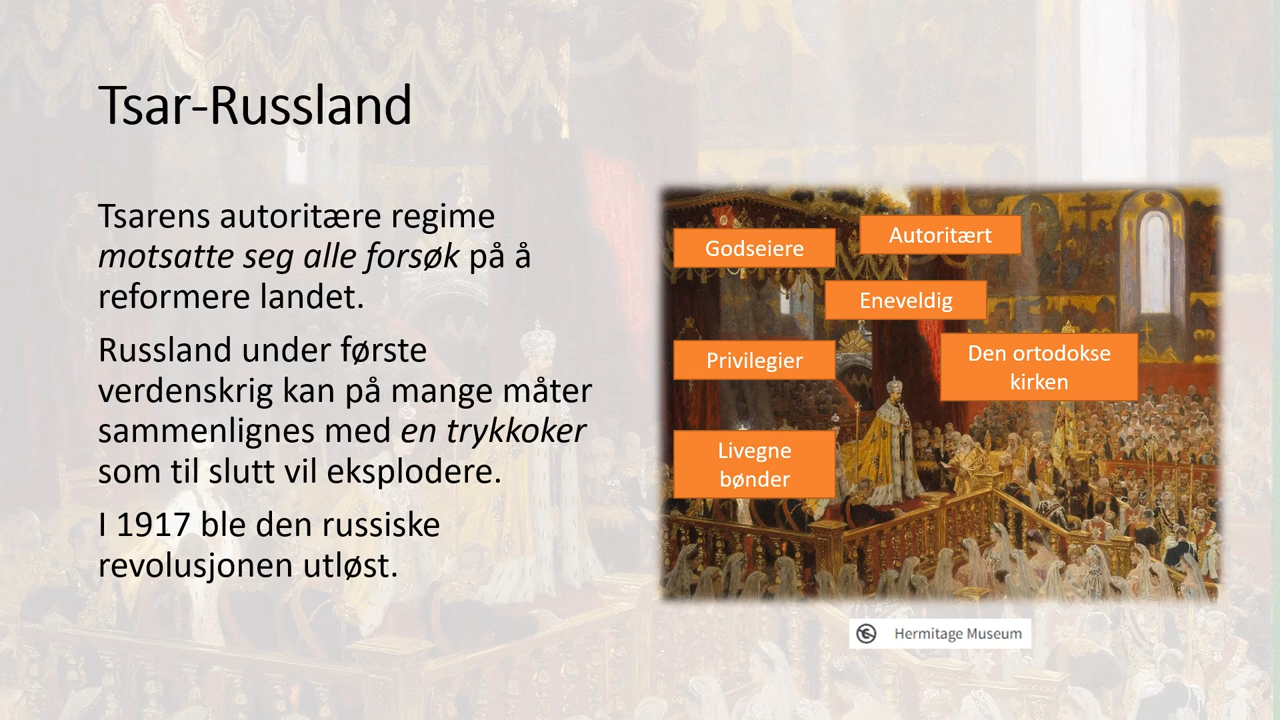 Tsar-Russland
Tsarens autoritære regime
motsatte seg alle forsøk på å
reformere landet.
Russland under første
verdenskrig kan på mange måter
sammenlignes med en trykkoker
som til slutt vil eksplodere.
I 1917 ble den russiske
revolusjonen utløst.
Godseiere
Autoritært
Eneveldig
Privilegier
Den ortodokse
kirken
Livegne
bønder
Hermitage Museum